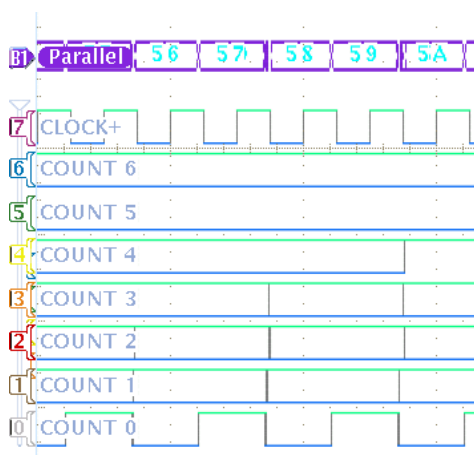 B1 Parallel 56 57 58 59 5A
7 CLOCK+
6 COUNT 6
5 COUNT 5
4 COUNT 4
3 COUNT 3
2 COUNT 2
1 COUNT 1
0 COUNT 0